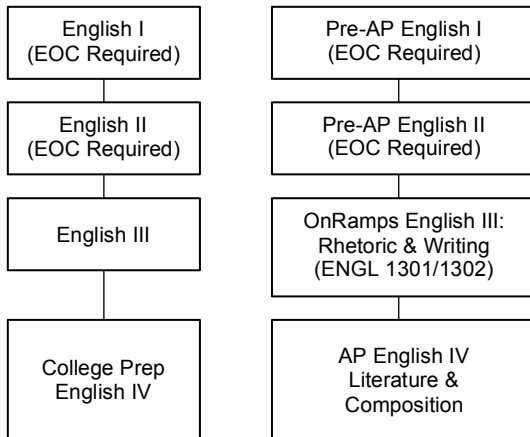 English I
(EOC Required)
Pre-AP English I
(EOC Required)
English II
(EOC Required)
Pre-AP English II
(EOC Required)
English III
OnRamps English III:
Rhetoric & Writing
(ENGL 1301/1302)
College Prep
English IV
AP English IV
Literature &
Composition